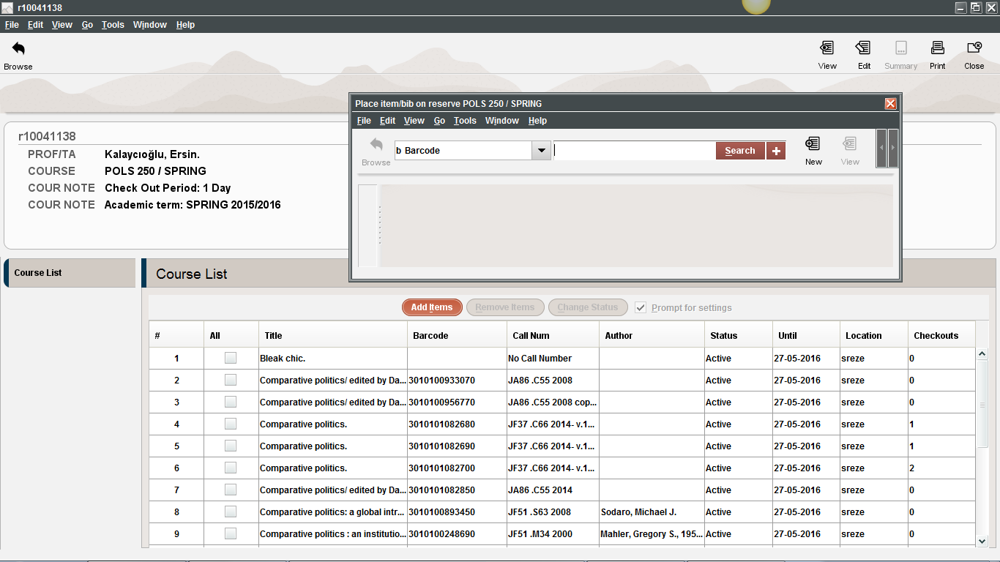 r10041138
File Edit View Go Tools Window Help
Browse
View Edit Summary Print Close
Place item/bib on reserve POLS 250 / SPRING
File Edit View Go Tools Window Help
Browse
b Barcode
Search +
New View
r10041138
PROF/TA Kalaycıoğlu, Ersin.
COURSE POLS 250 / SPRING
COUR NOTE Check Out Period: 1 Day
COUR NOTE Academic term: SPRING 2015/2016
Course List
Course List
Add Items Remove Items Change Status Prompt for settings
# All Title Barcode Call Num Author Status Until Location Checkouts
1 Bleak chic. No Call Number Active 27-05-2016 sreze 0
2 Comparative politics/ edited by Da... 3010100933070 JA86 .C55 2008 Active 27-05-2016 sreze 0
3 Comparative politics/ edited by Da... 3010100956770 JA86 .C55 2008 cop... Active 27-05-2016 sreze 0
4 Comparative politics. 3010101082680 JF37 .C66 2014- v.1... Active 27-05-2016 sreze 1
5 Comparative politics. 3010101082690 JF37 .C66 2014- v.1... Active 27-05-2016 sreze 1
6 Comparative politics. 3010101082700 JF37 .C66 2014- v.1... Active 27-05-2016 sreze 2
7 Comparative politics/ edited by Da... 3010101082850 JA86 .C55 2014 Active 27-05-2016 sreze 0
8 Comparative politics: a global intr... 3010100893450 JF51 .S63 2008 Sodaro, Michael J. Active 27-05-2016 sreze 0
9 Comparative politics : an institutio... 3010100248690 JF51 .M34 2000 Mahler, Gregory S., 195... Active 27-05-2016 sreze 0